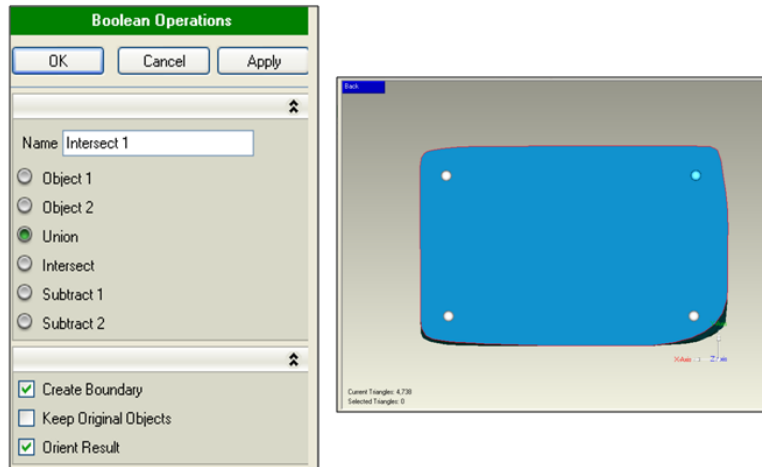 Boolean Operations
OK Cancel Apply
Name Intersect 1
Object 1
Object 2
Union
Intersect
Subtract 1
Subtract 2
Create Boundary
Keep Original Objects
Orient Result
Back
Current Triangles: 4,738
Selected Triangles: 0